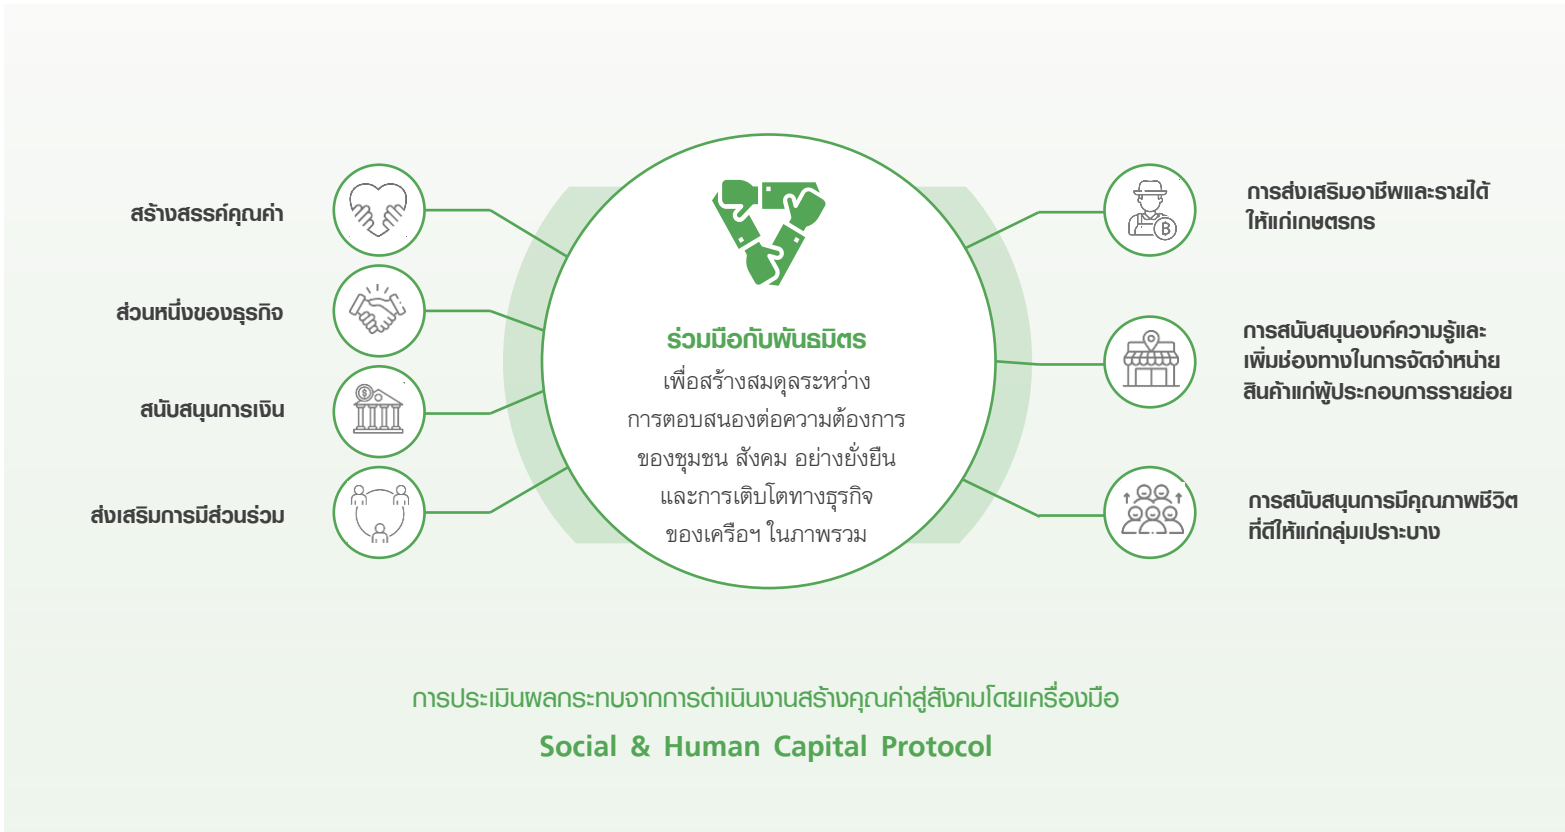 สร้างสรรค์คุณค่า
ส่วนหนึ่งของธุรกิจ
สนับสนุนการเงิน
ส่งเสริมการมีส่วนร่วม
ร่วมมือกับพันธมิตร
เพื่อสร้างสมดุลระหว่าง
การตอบสนองต่อความต้องการ
ของชุมชน สังคม อย่างยั่งยืน
และการเติบโตทางธุรกิจ
ของเครือฯ ในภาพรวม
การส่งเสริมอาชีพและรายได้
ให้แก่เกษตรกร
การสนับสนุนองค์ความรู้และ
เพิ่มช่องทางในการจัดจำหน่าย
สินค้าแก่ผู้ประกอบการรายย่อย
การสนับสนุนการมีคุณภาพชีวิต
ที่ดีให้แก่กลุ่มเปราะบาง
การประเมินผลกระทบจากการดำเนินงานสร้างคุณค่าสู่สังคมโดยเครื่องมือ
Social & Human Capital Protocol